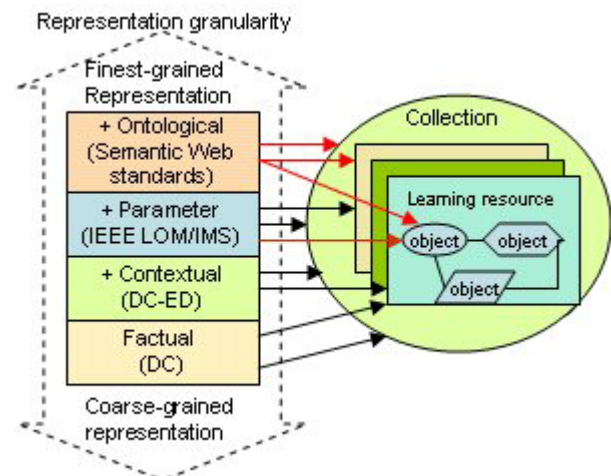 Representation granularity
Finest-grained
Representation
+ Ontological
(Semantic Web
standards)
+ Parameter
(IEEE LOM/IMS)
+ Contextual
(DC-ED)
Factual
(DC)
Coarse-grained
representation
Collection
Learning resource
object
object
object